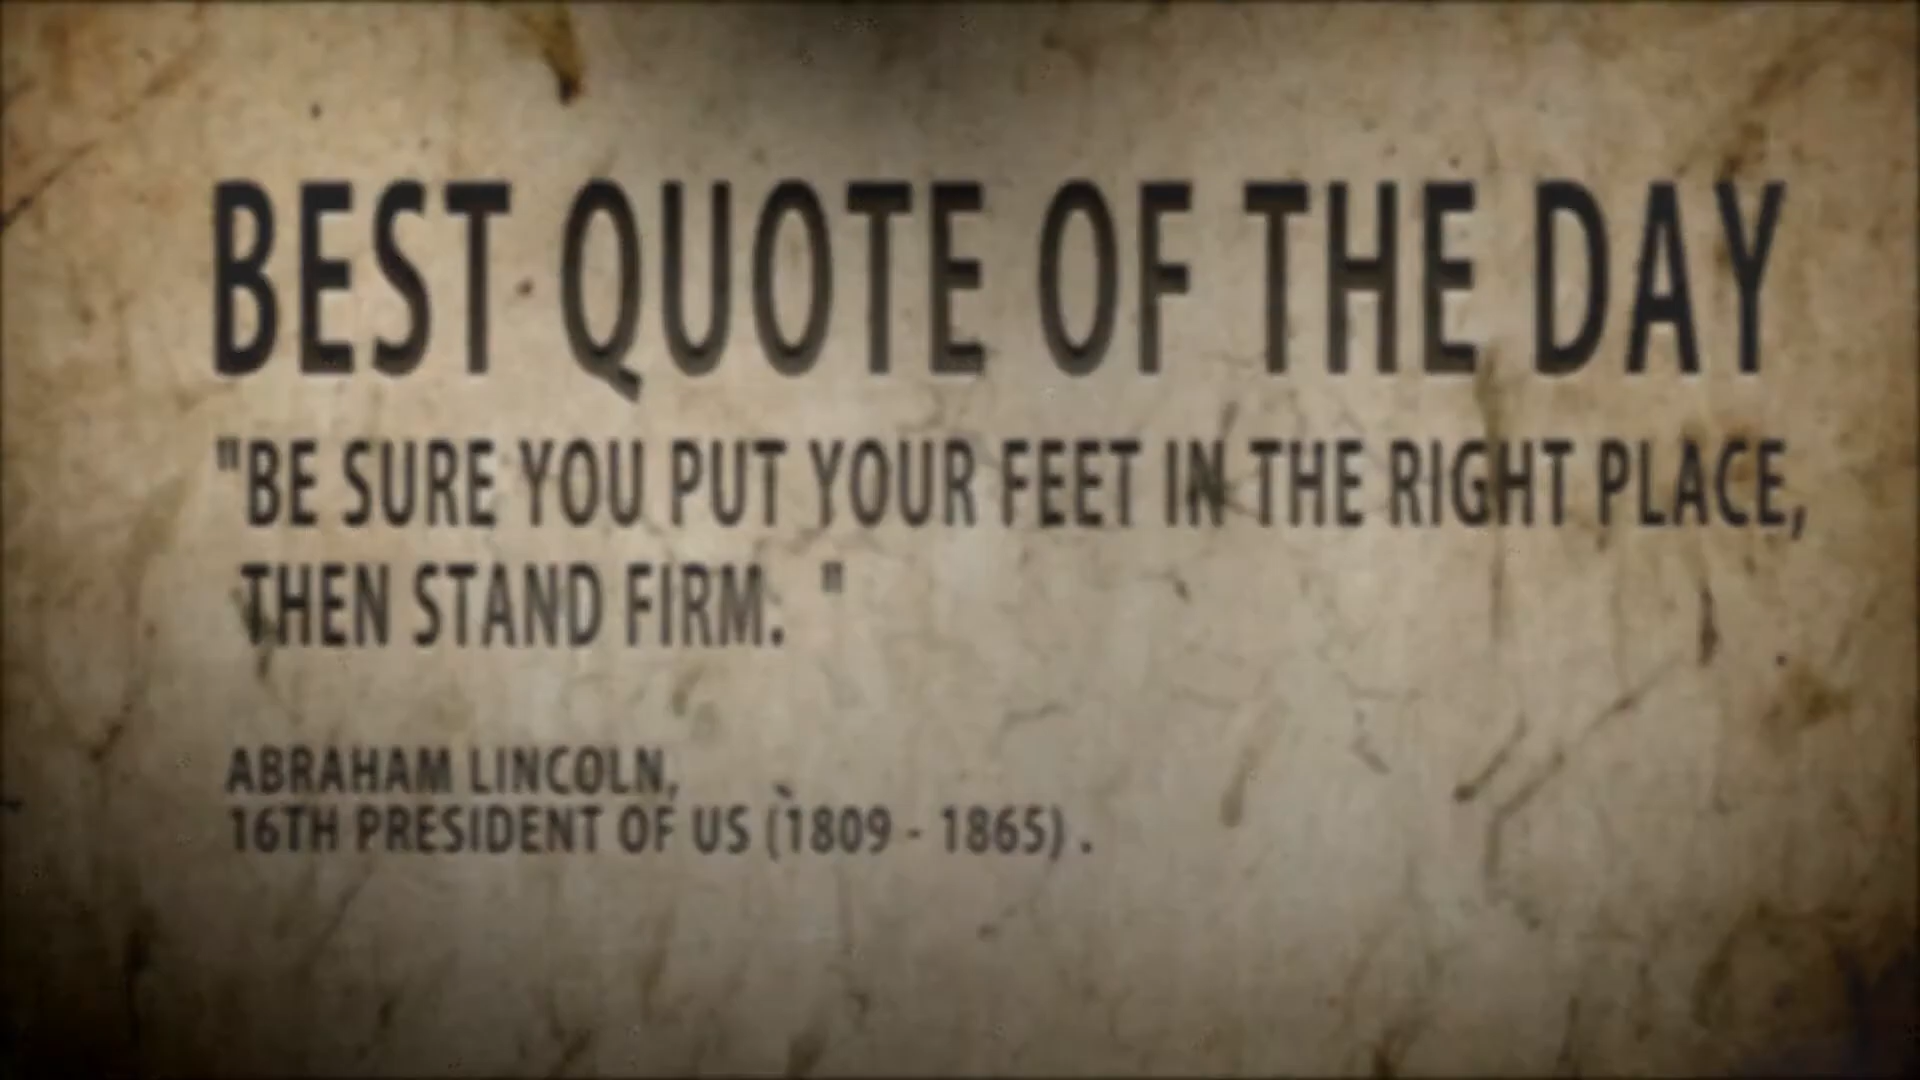 BEST QUOTE OF THE DAY
"BE SURE YOU PUT YOUR FEET IN THE RIGHT PLACE,
THEN STAND FIRM. "
ABRAHAM LINCOLN,
16TH PRESIDENT OF US (1809 - 1865) .